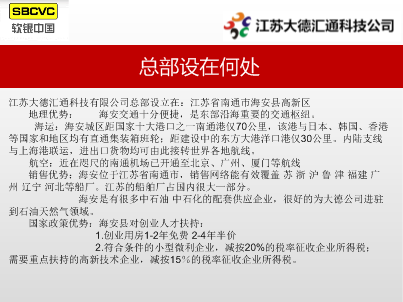 SBCVC
软银中国
江苏大德汇通科技公司
总部设在何处
江苏大德汇通科技有限公司总部设立在：江苏省南通市海安县高新区
地理优势： 海安交通十分便捷，是东部沿海重要的交通枢纽。
海运：海安城区距国家十大港口之一南通港仅70公里，该港与日本、韩国、香港
等国家和地区均有直通集装箱班轮；距建设中的东方大港洋口港仅30公里、内陆支线
与上海港联运，进出口货物均可由此接转世界各地航线。
航空：近在咫尺的南通机场已开通至北京、广州、厦门等航线
销售优势：海安位于江苏省南通市、销售网络能有效覆盖 苏 浙 沪 鲁 津 福建 广
州 辽宁 河北等船厂。江苏的船舶厂占国内很大一部分。
海安是有很多中石油 中石化的配套供应企业，很好的为大德公司进驻
到石油天然气领域。
国家政策优势：海安县对创业人才扶持：
1.创业用房1-2年免费 2-4年半价
2.符合条件的小型微利企业，减按20%的税率征收企业所得税；
需要重点扶持的高新技术企业，减按15%的税率征收企业所得税。